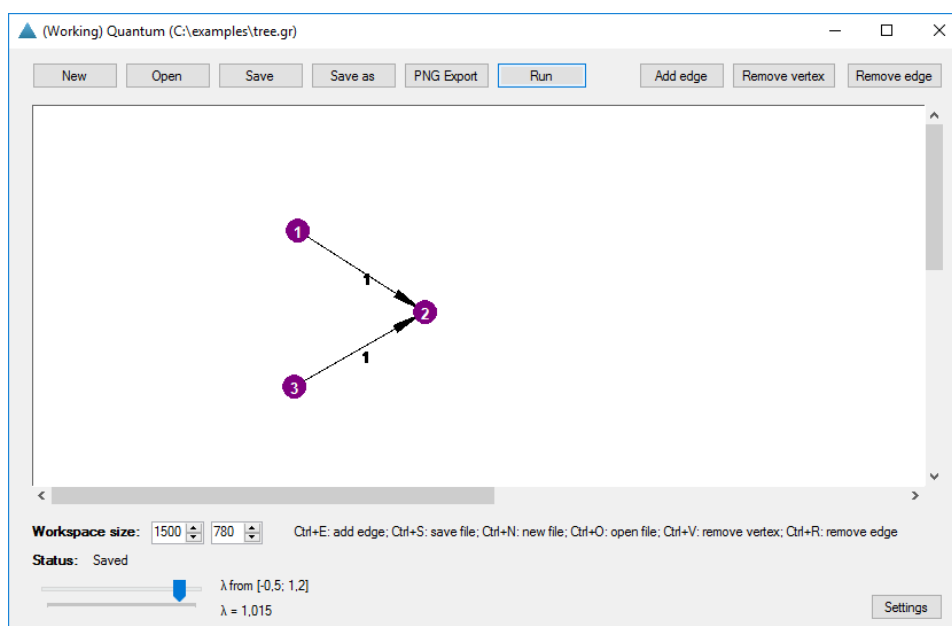 (Working) Quantum (C:\examples\tree.gr)
New Open Save Save as PNG Export Run Add edge Remove vertex Remove edge
1
1
2
1
3
Workspace size: 1500 780 Ctrl+E: add edge; Ctrl+S: save file; Ctrl+N: new file; Ctrl+O: open file; Ctrl+V: remove vertex; Ctrl+R: remove edge
Status: Saved
λ from [-0,5; 1,2]
λ = 1,015
Settings